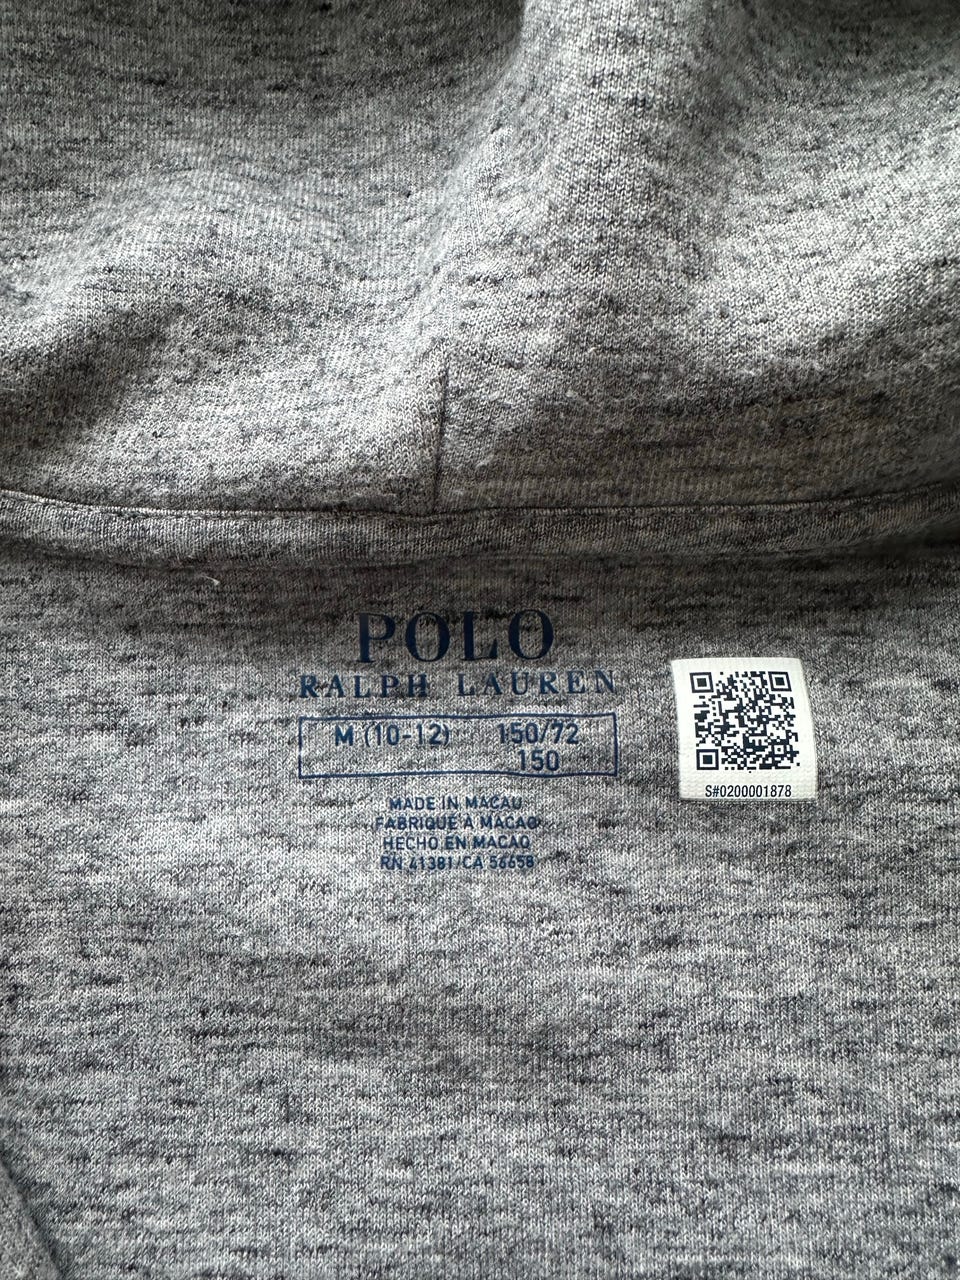 POLO
RALPH LAUREN
M (10-12) 150/72
150
MADE IN MACAU
FABRIQUÉ À MACAO
HECHO EN MACAO
RN 41381/CA 56658
S#0200001878